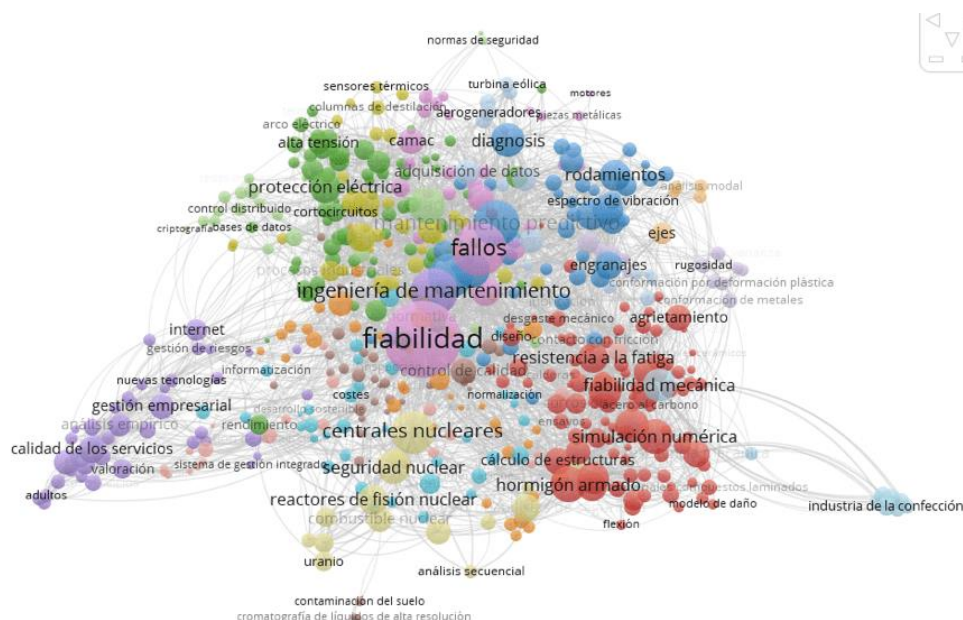 normas de seguridad
sensores térmicos
turbina eólica
motores
columnas de destilación
aerogeneradores
piezas metálicas
arco eléctrico
alta tensión
camac
diagnosis
adquisición de datos
rodamientos
protección eléctrica
análisis modal
espectro de vibración
control distribuido
cortocircuitos
mantenimiento predictivo
criptografía
bases de datos
ejes
fallos
procesos industriales
engranajes
rugosidad
conformación por deformación plástica
ingeniería de mantenimiento
conformación de metales
desgaste mecánico
agrietamiento
internet
fiabilidad
diseño
contacto con fricción
gestión de riesgos
resistencia a la fatiga
informatización
control de calidad
nuevas tecnologías
fiabilidad mecánica
costes
normalización
gestión empresarial
desarrollo sostenible
acero al carbono
análisis empírico
rendimiento
centrales nucleares
ensayos
simulación numérica
calidad de los servicios
valoración
sistema de gestión integrado
seguridad nuclear
cálculo de estructuras
adultos
reactores de fisión nuclear
hormigón armado
compuestos laminados
modelo de daño
industria de la confección
combustible nuclear
flexión
uranio
análisis secuencial
contaminación del suelo
cromatografía de líquidos de alta resolución